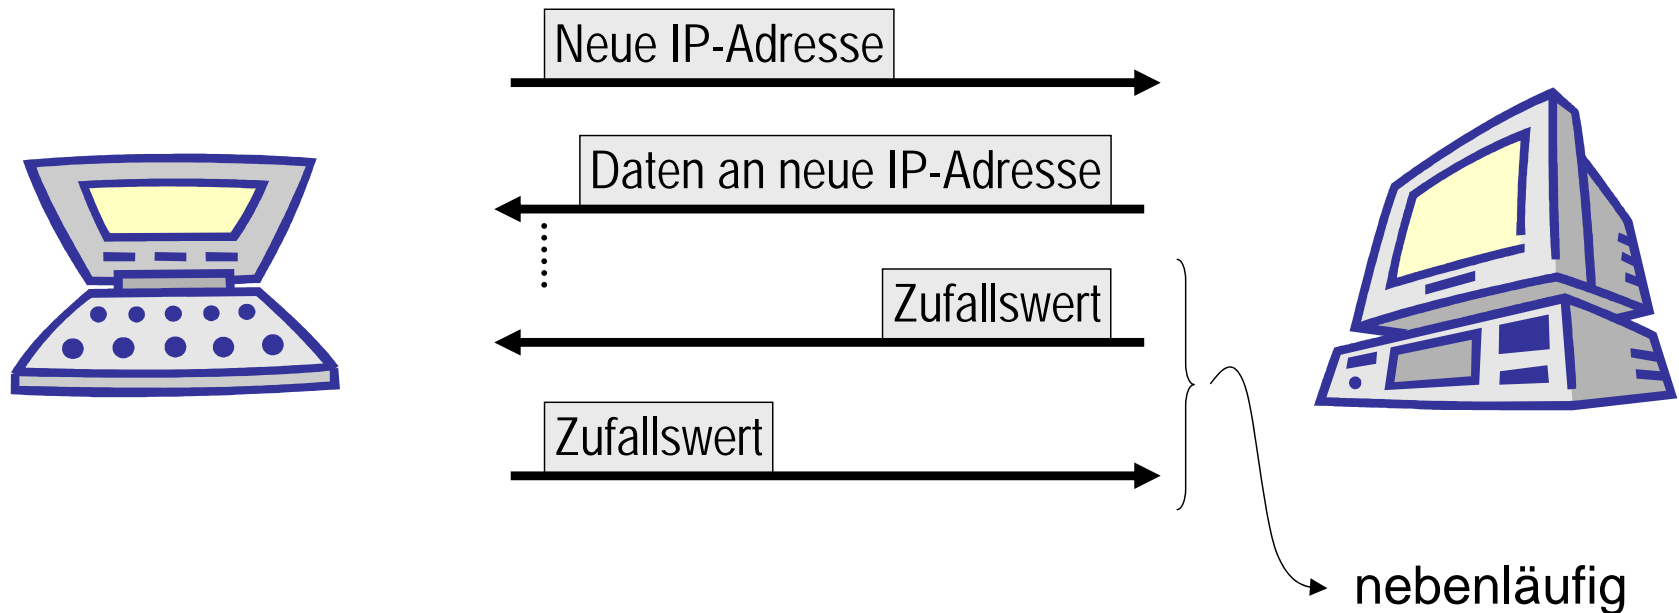 Neue IP-Adresse
Daten an neue IP-Adresse
Zufallswert
Zufallswert
nebenläufig